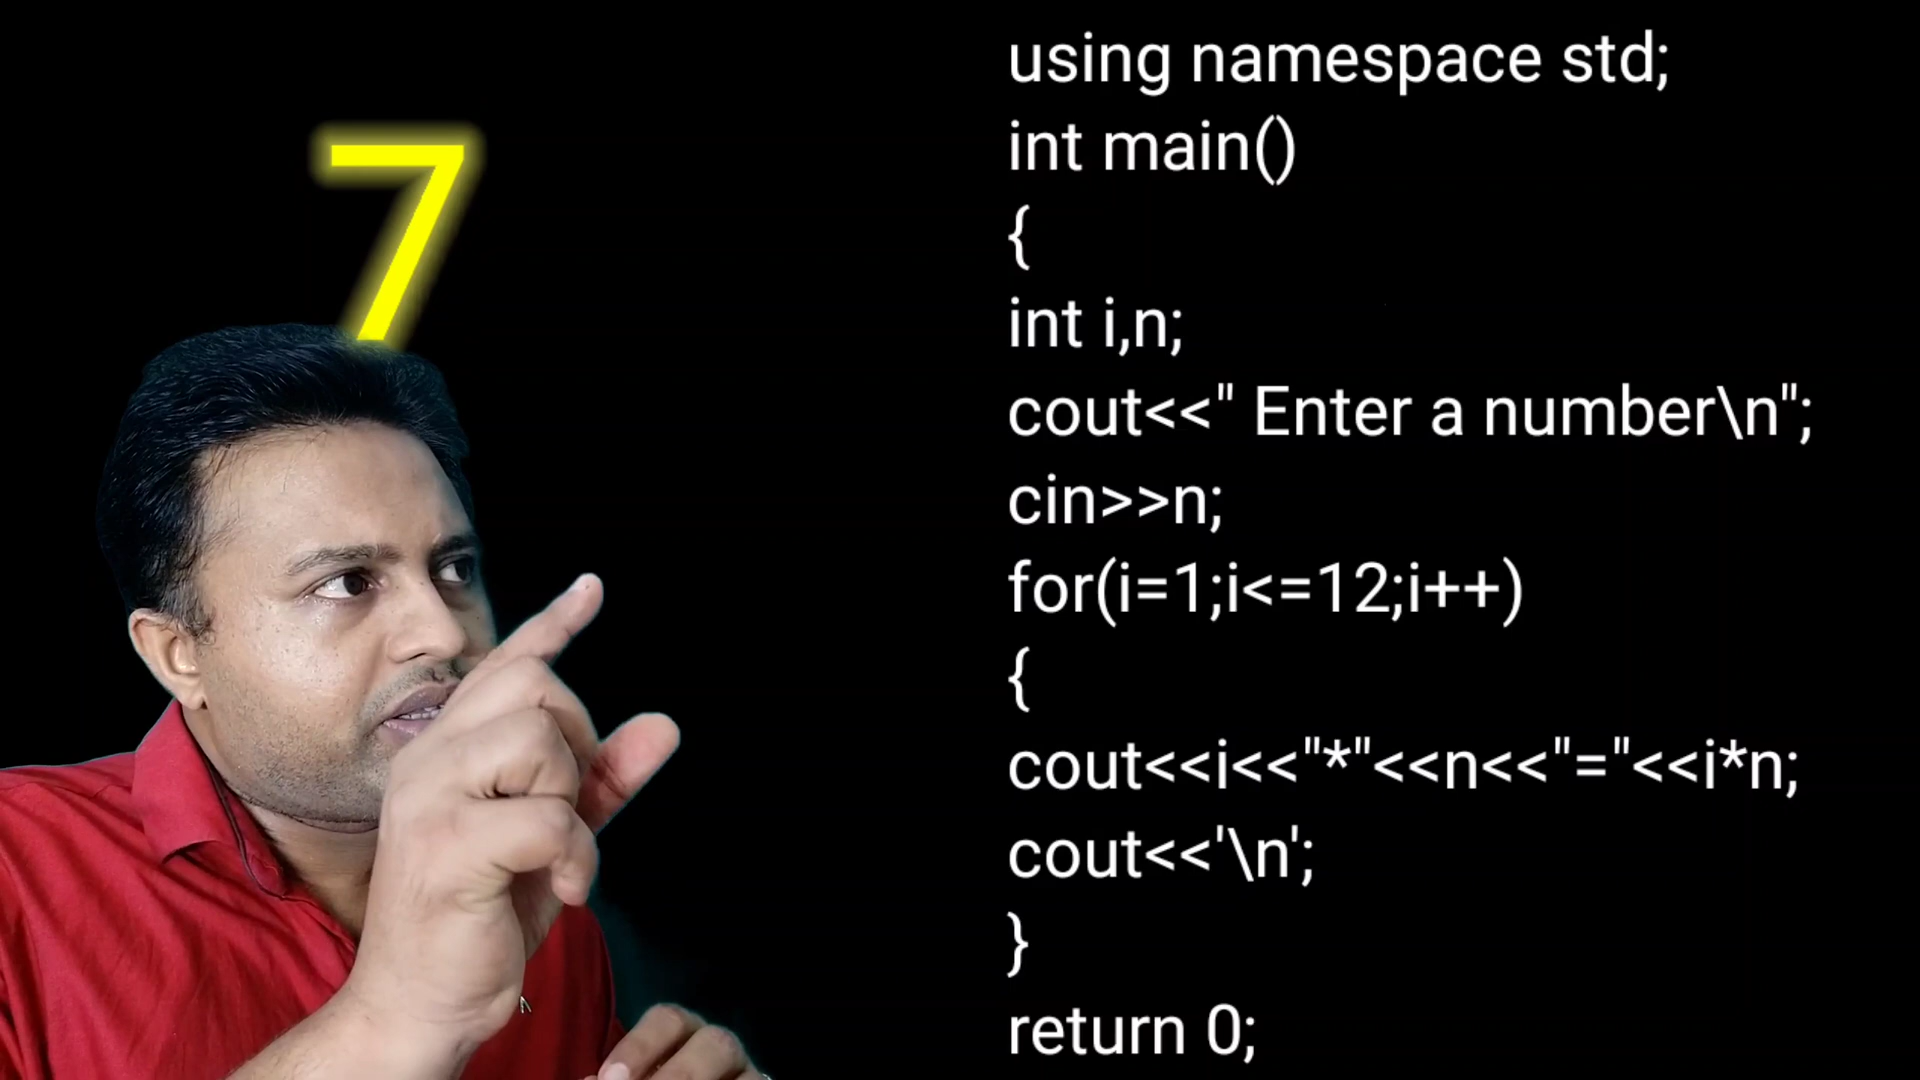 7
using namespace std;
int main()
{
int i,n;
cout<<" Enter a number\n";
cin>>n;
for(i=1;i<=12;i++)
{
cout<<i<<"*"<<n<<"="<<i*n;
cout<<'\n';
}
return 0;